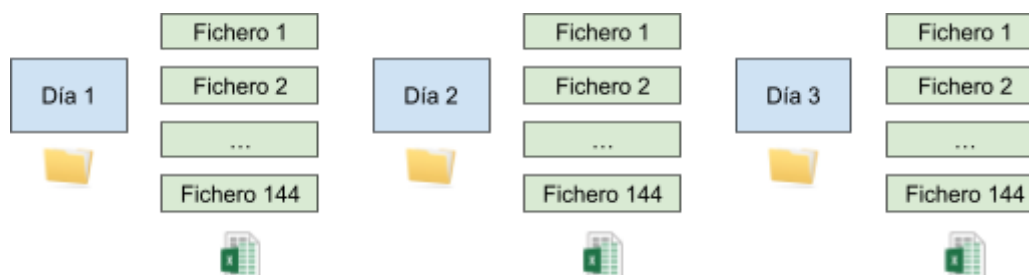 Día 1
Fichero 1
Fichero 2
...
Fichero 144
Día 2
Fichero 1
Fichero 2
...
Fichero 144
Día 3
Fichero 1
Fichero 2
...
Fichero 144
X
X
X